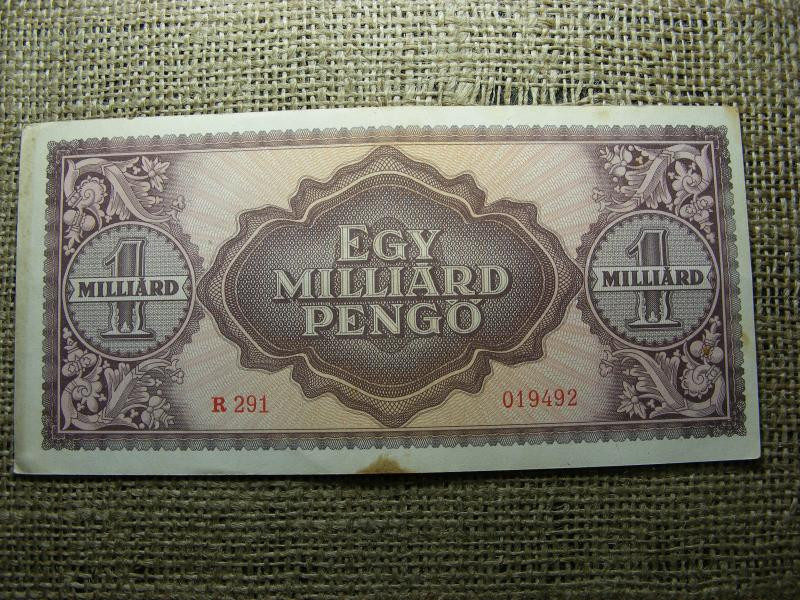 EGY
MILLIÁRD
PENGŐ
1
MILLIÁRD
1
MILLIÁRD
R 291
019492